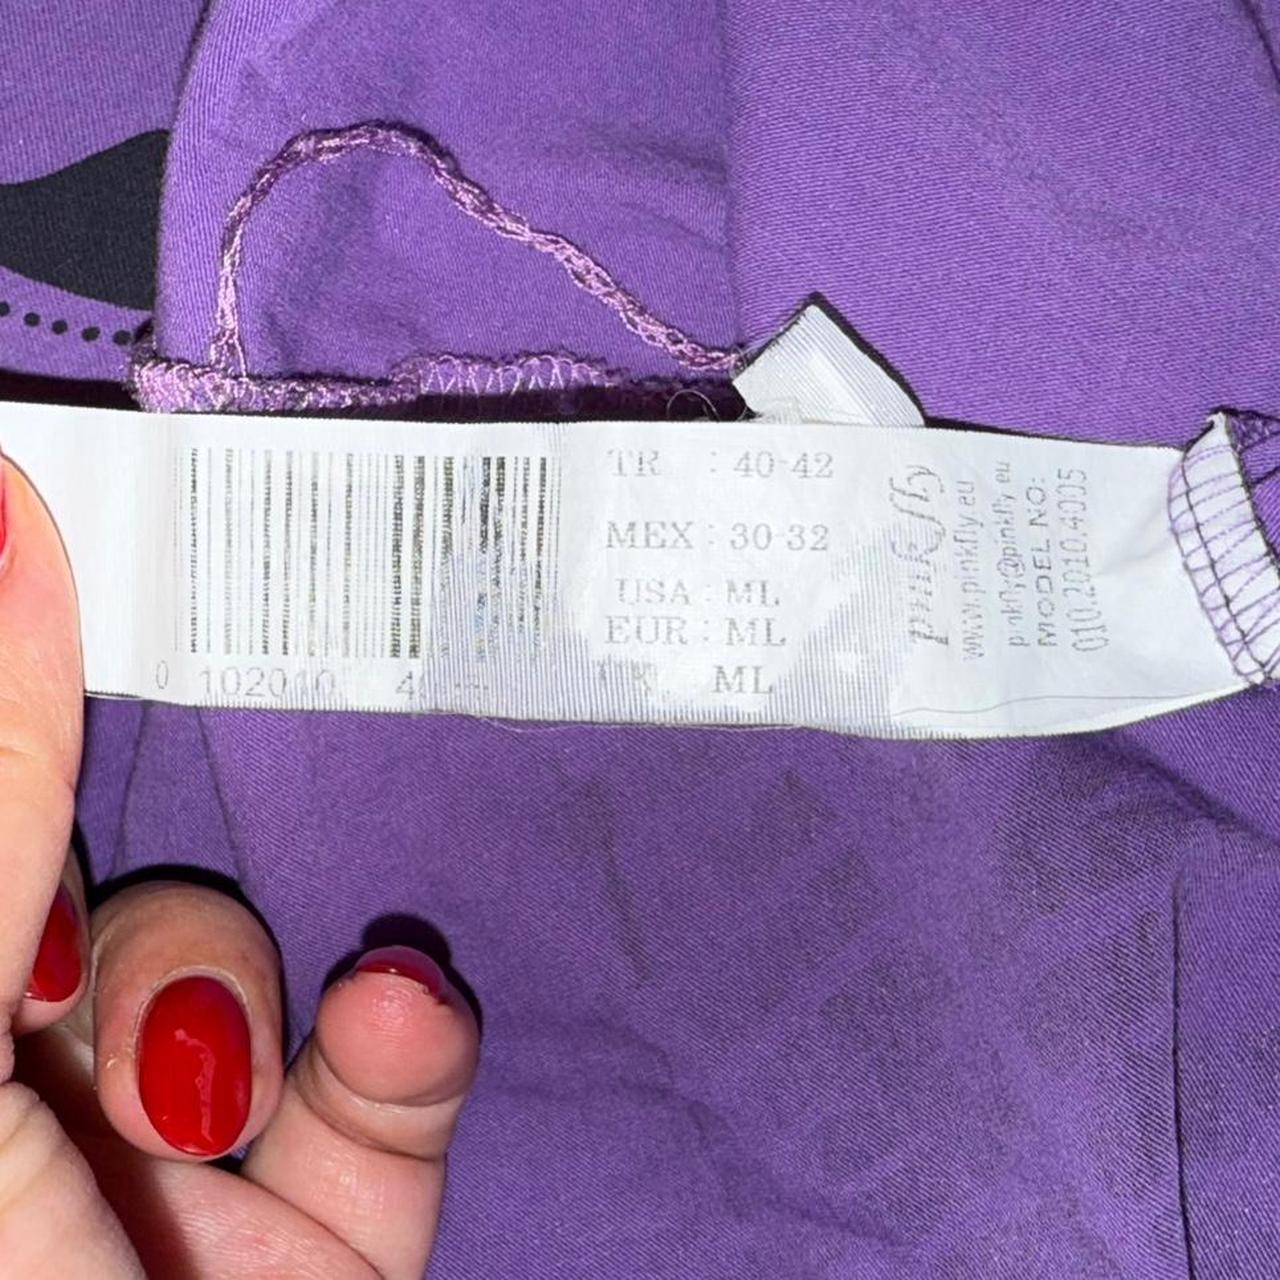 TR : 40-42
MEX : 30-32
USA : ML
EUR : ML
K ML
0 102010 4
pinkfly
www.pinkfly.eu
pinkfly@pinkfly.eu
MODEL NO:
010.2010.4005